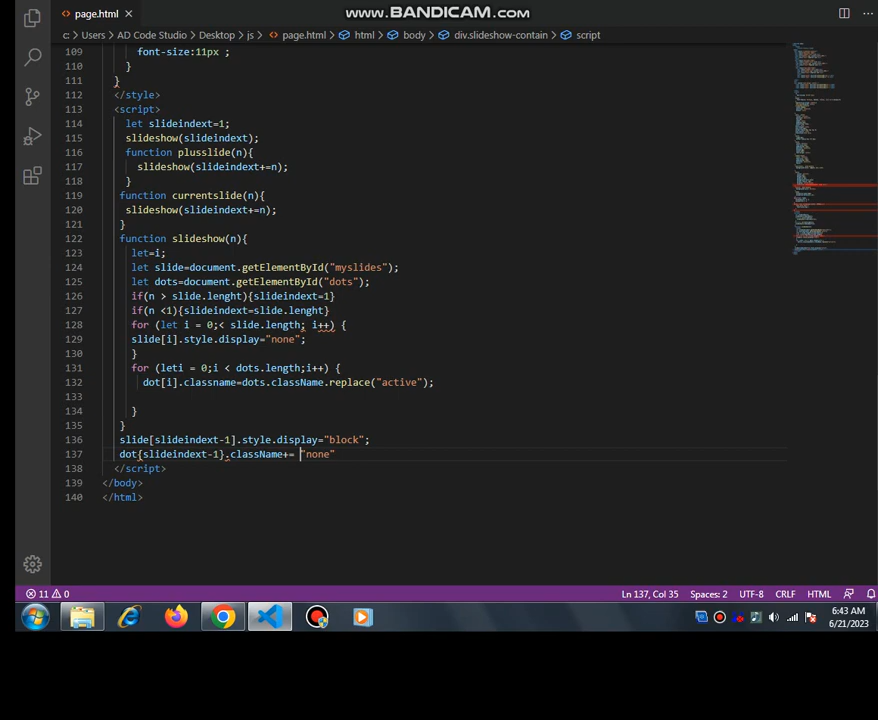 page.html
WWW.BANDICAM.COM
c: > Users > AD Code Studio > Desktop > js > page.html > html > body > div.slideshow-contain > script
109 font-size:11px ;
110 }
111 }
112 </style>
113 <script>
114 let slideindext=1;
115 slideshow(slideindext);
116 function plusslide(n){
117 slideshow(slideindext+=n);
118 }
119 function currentslide(n){
120 slideshow(slideindext+=n);
121 }
122 function slideshow(n){
123 let=i;
124 let slide=document.getElementById("myslides");
125 let dots=document.getElementById("dots");
126 if(n > slide.lenght){slideindext=1}
127 if(n <1){slideindext=slide.lenght}
128 for (let i = 0;< slide.length; i++) {
129 slide[i].style.display="none";
130 }
131 for (leti = 0;i < dots.length;i++) {
132 dot[i].classname=dots.className.replace("active");
133
134 }
135 }
136 slide[slideindext-1].style.display="block";
137 dot{slideindext-1}.className+= "none"
138 </script>
139 </body>
140 </html>
11 0
Ln 137, Col 35 Spaces: 2 UTF-8 CRLF HTML
6:43 AM
6/21/2023